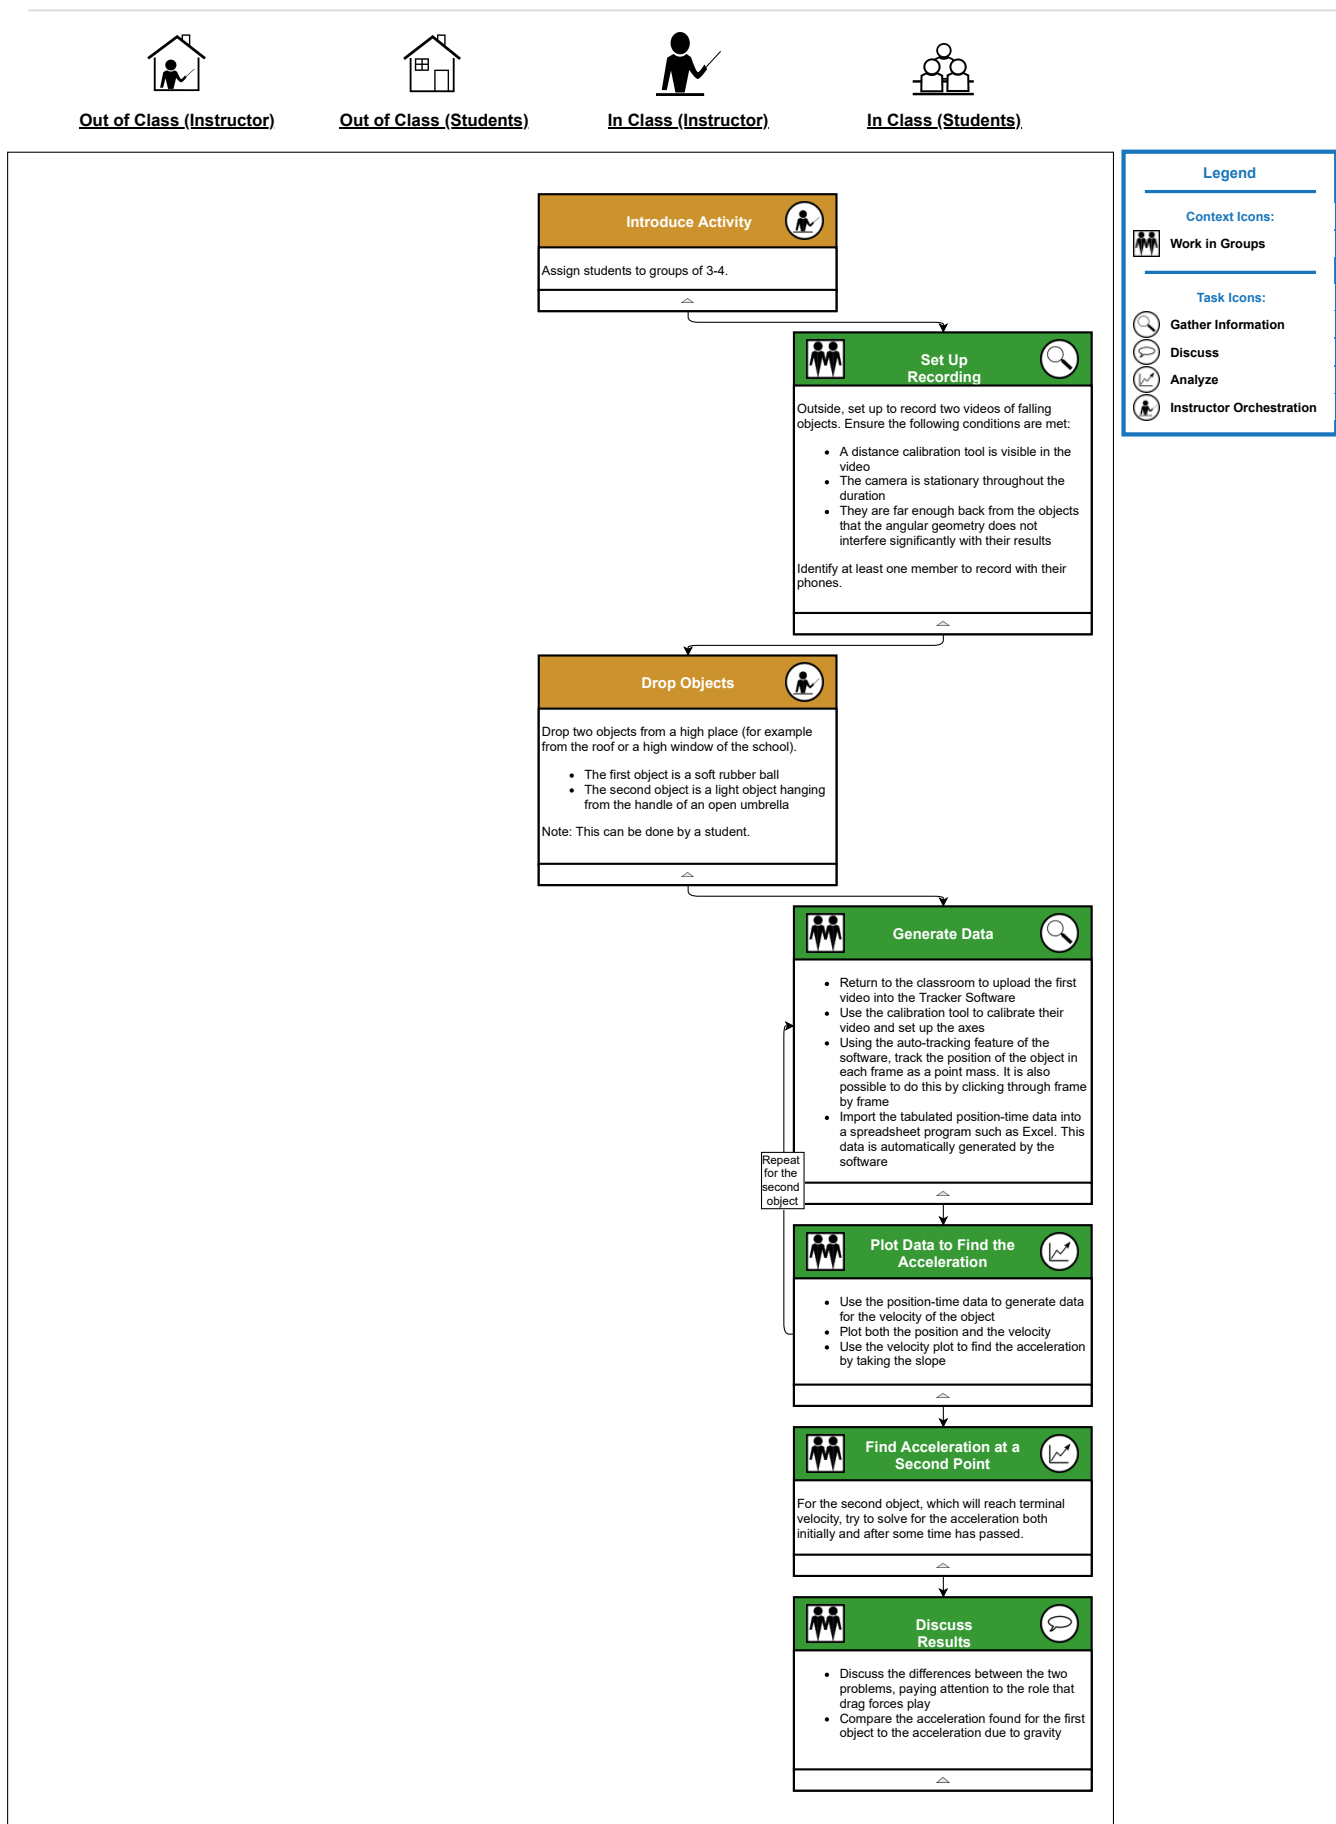 Out of Class (Instructor)
Out of Class (Students)
In Class (Instructor)
In Class (Students)
Legend
Context Icons:
Work in Groups
Task Icons:
Gather Information
Discuss
Analyze
Instructor Orchestration
Introduce Activity
Assign students to groups of 3-4.
Set Up
Recording
Outside, set up to record two videos of falling
objects. Ensure the following conditions are met:
• A distance calibration tool is visible in the
video
• The camera is stationary throughout the
duration
• They are far enough back from the objects
that the angular geometry does not
interfere significantly with their results
Identify at least one member to record with their
phones.
Drop Objects
Drop two objects from a high place (for example
from the roof or a high window of the school).
• The first object is a soft rubber ball
• The second object is a light object hanging
from the handle of an open umbrella
Note: This can be done by a student.
Generate Data
• Return to the classroom to upload the first
video into the Tracker Software
• Use the calibration tool to calibrate their
video and set up the axes
• Using the auto-tracking feature of the
software, track the position of the object in
each frame as a point mass. It is also
possible to do this by clicking through frame
by frame
• Import the tabulated position-time data into
a spreadsheet program such as Excel. This
data is automatically generated by the
software
Repeat
for the
second
object
Plot Data to Find the
Acceleration
• Use the position-time data to generate data
for the velocity of the object
• Plot both the position and the velocity
• Use the velocity plot to find the acceleration
by taking the slope
Find Acceleration at a
Second Point
For the second object, which will reach terminal
velocity, try to solve for the acceleration both
initially and after some time has passed.
Discuss
Results
• Discuss the differences between the two
problems, paying attention to the role that
drag forces play
• Compare the acceleration found for the first
object to the acceleration due to gravity